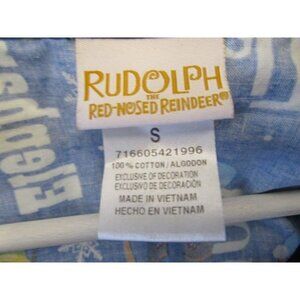 RUDOLPH
THE
RED-NOSED REINDEER®
S
716605421996
100% COTTON / ALGODON
EXCLUSIVE OF DECORATION
EXCLUSIVO DE DECORACIÓN
MADE IN VIETNAM
HECHO EN VIETNAM